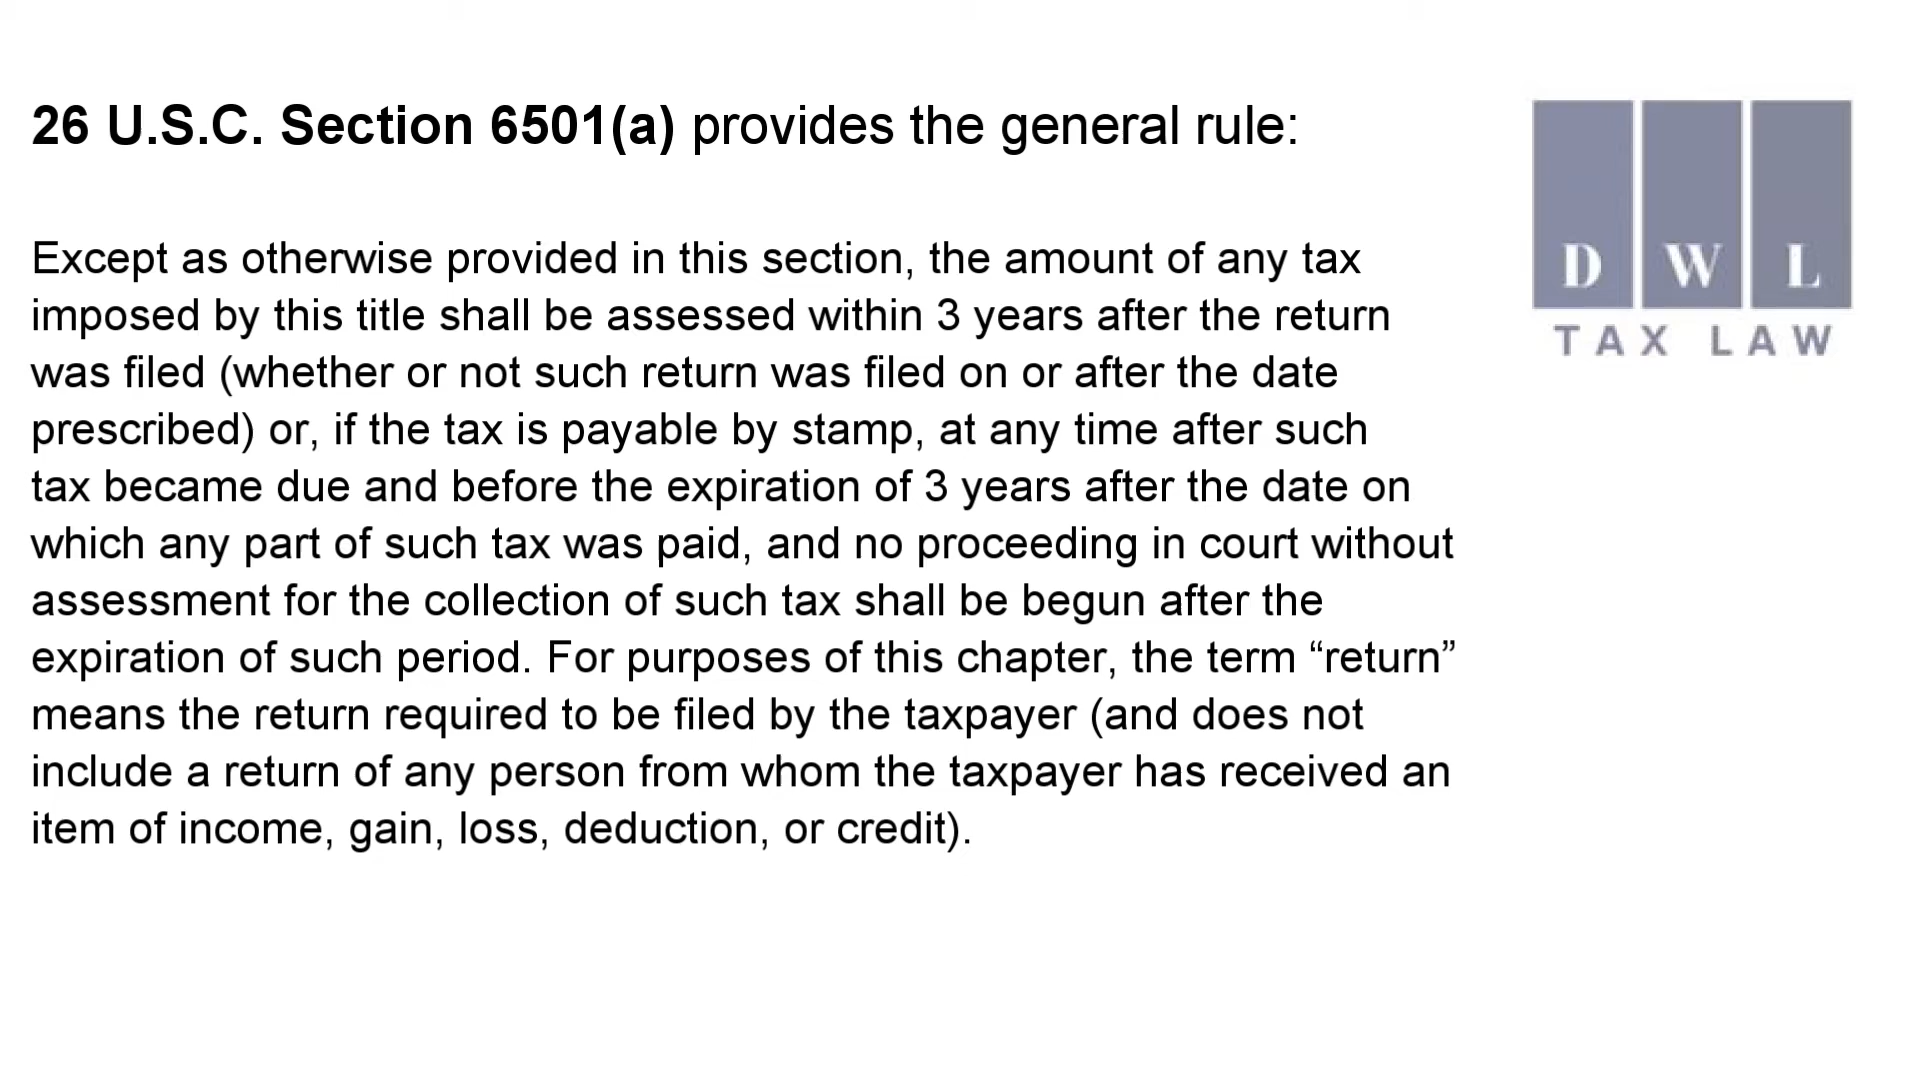 26 U.S.C. Section 6501(a) provides the general rule:
Except as otherwise provided in this section, the amount of any tax
imposed by this title shall be assessed within 3 years after the return
was filed (whether or not such return was filed on or after the date
prescribed) or, if the tax is payable by stamp, at any time after such
tax became due and before the expiration of 3 years after the date on
which any part of such tax was paid, and no proceeding in court without
assessment for the collection of such tax shall be begun after the
expiration of such period. For purposes of this chapter, the term “return”
means the return required to be filed by the taxpayer (and does not
include a return of any person from whom the taxpayer has received an
item of income, gain, loss, deduction, or credit).
D W L
TAX LAW